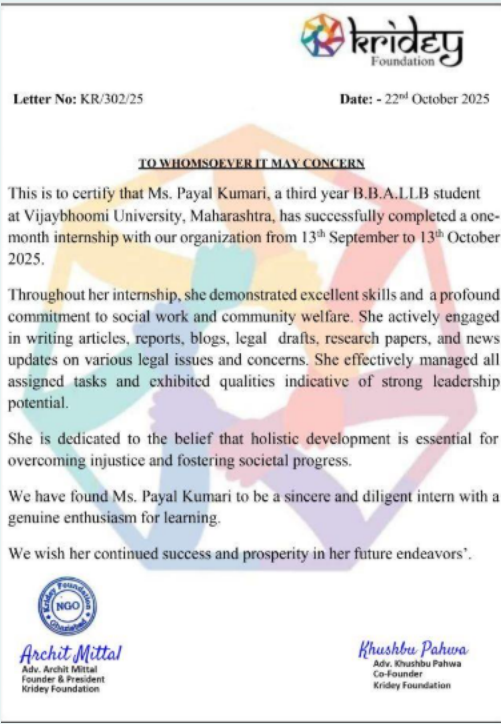 kridey
Foundation
Letter No: KR/302/25
Date: - 22nd October 2025
TO WHOMSOEVER IT MAY CONCERN
This is to certify that Ms. Payal Kumari, a third year B.B.A.LLB student
at Vijaybhoomi University, Maharashtra, has successfully completed a one-
month internship with our organization from 13th September to 13th October
2025.
Throughout her internship, she demonstrated excellent skills and a profound
commitment to social work and community welfare. She actively engaged
in writing articles, reports, blogs, legal drafts, research papers, and news
updates on various legal issues and concerns. She effectively managed all
assigned tasks and exhibited qualities indicative of strong leadership
potential.
She is dedicated to the belief that holistic development is essential for
overcoming injustice and fostering societal progress.
We have found Ms. Payal Kumari to be a sincere and diligent intern with a
genuine enthusiasm for learning.
We wish her continued success and prosperity in her future endeavors’.
Kridey Foundation
NGO
Ghaziabad
Archit Mittal
Adv. Archit Mittal
Founder & President
Kridey Foundation
Khushbu Pahwa
Adv. Khushbu Pahwa
Co-Founder
Kridey Foundation